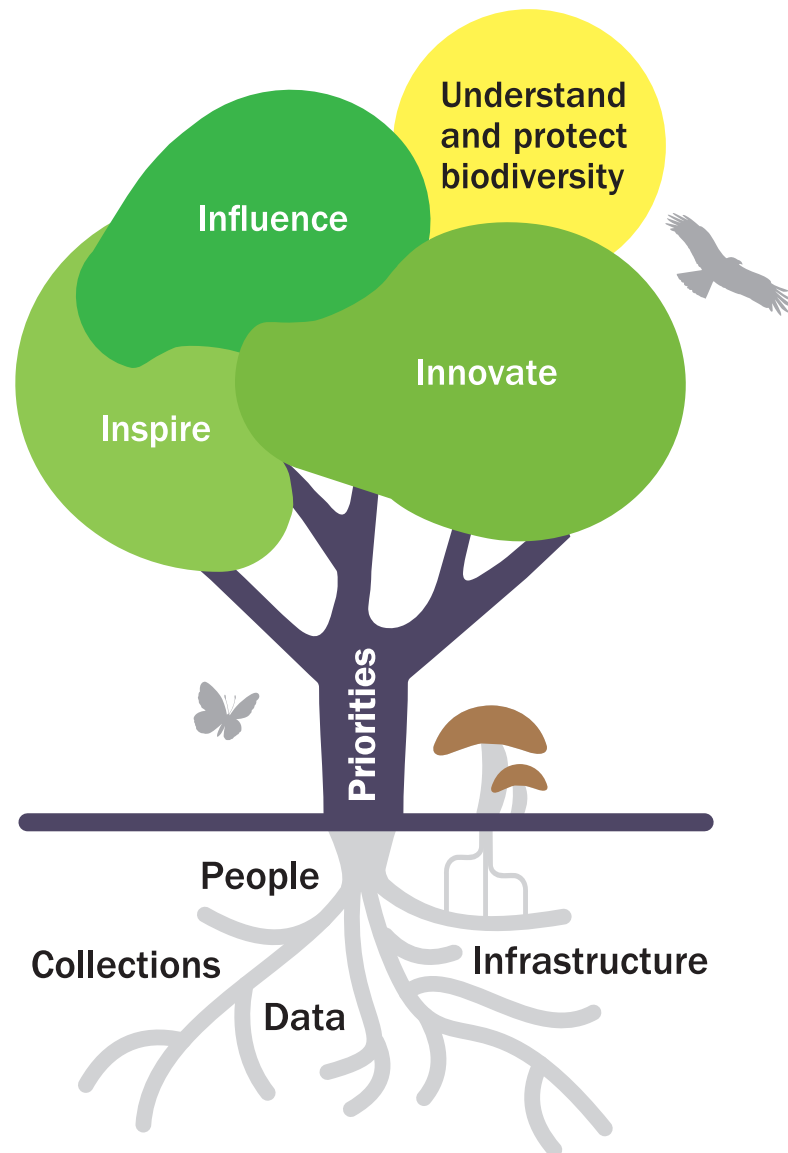 Understand
and protect
biodiversity
Influence
Innovate
Inspire
Priorities
People
Collections
Infrastructure
Data